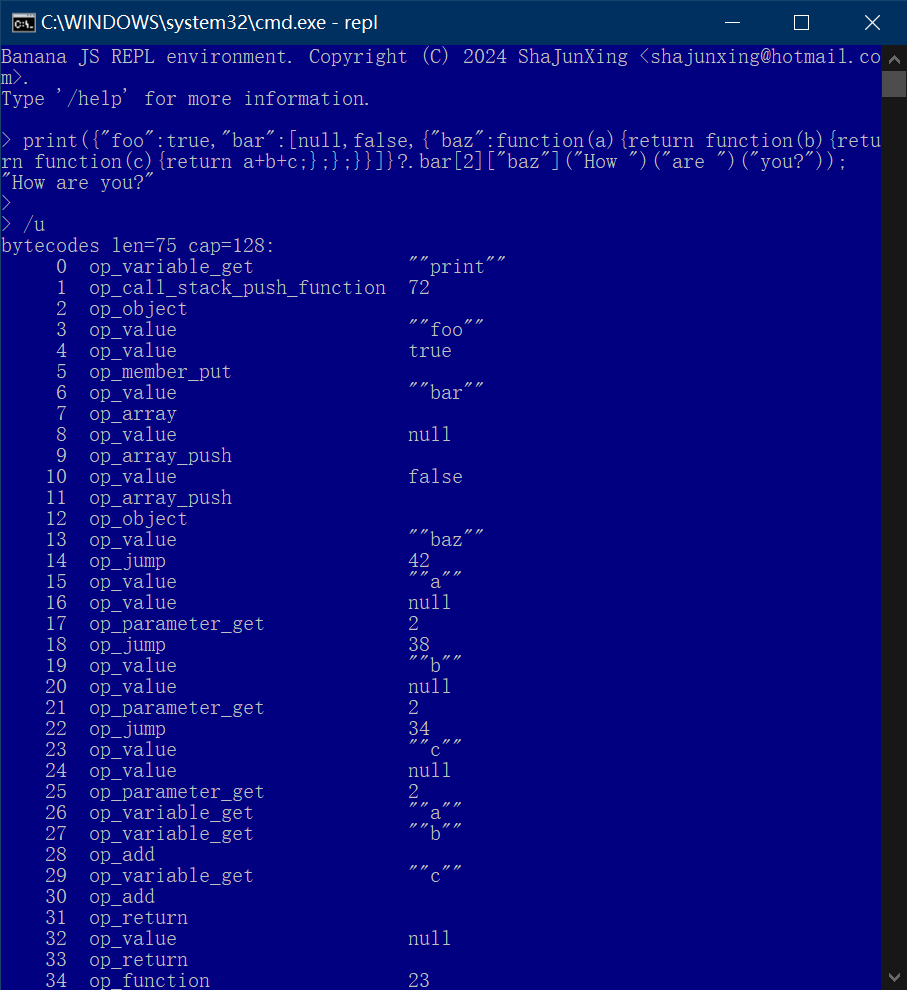 C:\WINDOWS\system32\cmd.exe - repl
Banana JS REPL environment. Copyright (C) 2024 ShaJunXing <shajunxing@hotmail.co
m>.
Type '/help' for more information.
> print({"foo":true,"bar":[null,false,{"baz":function(a){return function(b){retu
rn function(c){return a+b+c;};};}}]}?.bar[2]["baz"]("How ")("are ")("you?"));
"How are you?"
>
> /u
bytecodes len=75 cap=128:
0 op_variable_get ""print""
1 op_call_stack_push_function 72
2 op_object
3 op_value ""foo""
4 op_value true
5 op_member_put
6 op_value ""bar""
7 op_array
8 op_value null
9 op_array_push
10 op_value false
11 op_array_push
12 op_object
13 op_value ""baz""
14 op_jump 42
15 op_value ""a""
16 op_value null
17 op_parameter_get 2
18 op_jump 38
19 op_value ""b""
20 op_value null
21 op_parameter_get 2
22 op_jump 34
23 op_value ""c""
24 op_value null
25 op_parameter_get 2
26 op_variable_get ""a""
27 op_variable_get ""b""
28 op_add
29 op_variable_get ""c""
30 op_add
31 op_return
32 op_value null
33 op_return
34 op_function 23